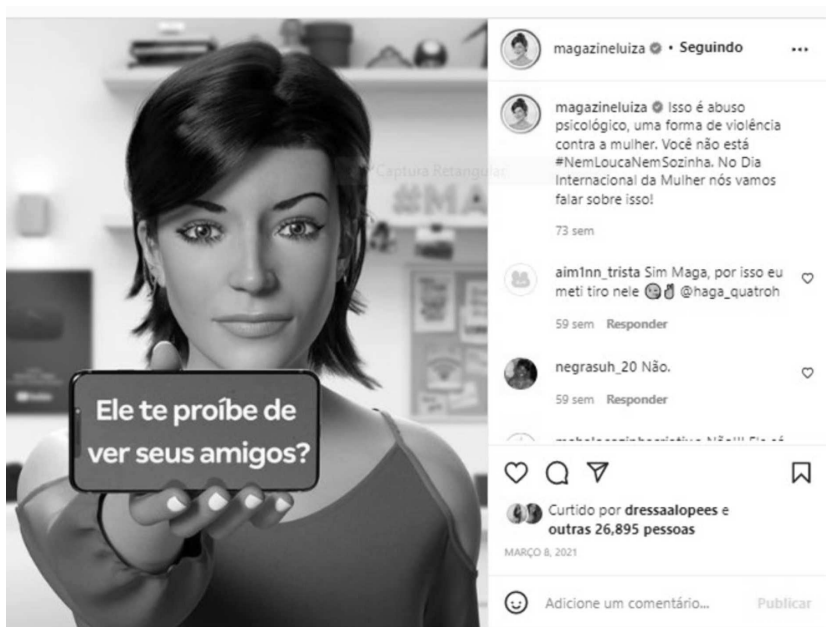 Ele te proíbe de
ver seus amigos?
#MA
Captura Retangular
magazineluiza • Seguindo
magazineluiza Isso é abuso
psicológico, uma forma de violência
contra a mulher. Você não está
#NemLoucaNemSozinha. No Dia
Internacional da Mulher nós vamos
falar sobre isso!
73 sem
aim1nn_trista Sim Maga, por isso eu
meti tiro nele 😘✌ @haga_quatroh
59 sem Responder
negrasuh_20 Não.
59 sem Responder
Curtido por dressaalopees e
outras 26,895 pessoas
MARÇO 8, 2021
Adicione um comentário... Publicar